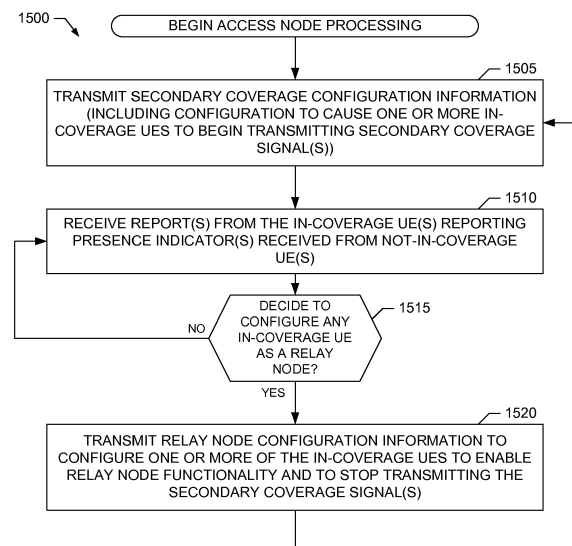 1500
BEGIN ACCESS NODE PROCESSING
1505
TRANSMIT SECONDARY COVERAGE CONFIGURATION INFORMATION
(INCLUDING CONFIGURATION TO CAUSE ONE OR MORE IN-
COVERAGE UES TO BEGIN TRANSMITTING SECONDARY COVERAGE
SIGNAL(S))
1510
RECEIVE REPORT(S) FROM THE IN-COVERAGE UE(S) REPORTING
PRESENCE INDICATOR(S) RECEIVED FROM NOT-IN-COVERAGE
UE(S)
1515
DECIDE TO
CONFIGURE ANY
IN-COVERAGE UE
AS A RELAY
NODE?
NO
YES
1520
TRANSMIT RELAY NODE CONFIGURATION INFORMATION TO
CONFIGURE ONE OR MORE OF THE IN-COVERAGE UES TO ENABLE
RELAY NODE FUNCTIONALITY AND TO STOP TRANSMITTING THE
SECONDARY COVERAGE SIGNAL(S)